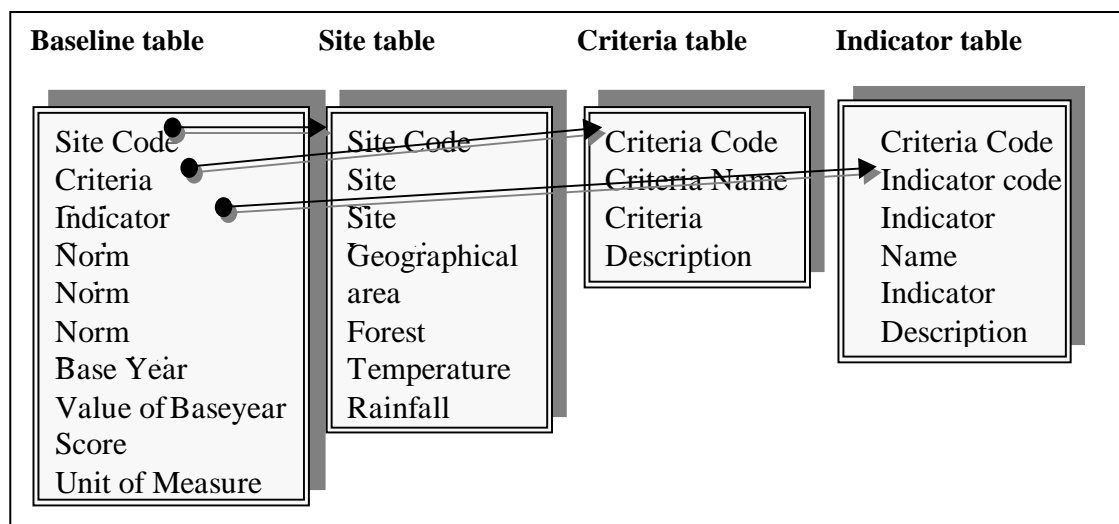 Baseline table
Site table
Criteria table
Indicator table
Site Code
Criteria
Indicator
Norm
Norm
Norm
Base Year
Value of Baseyear
Score
Unit of Measure
Site Code
Site
Site
Geographical
area
Forest
Temperature
Rainfall
Criteria Code
Criteria Name
Criteria
Description
Criteria Code
Indicator code
Indicator
Name
Indicator
Description